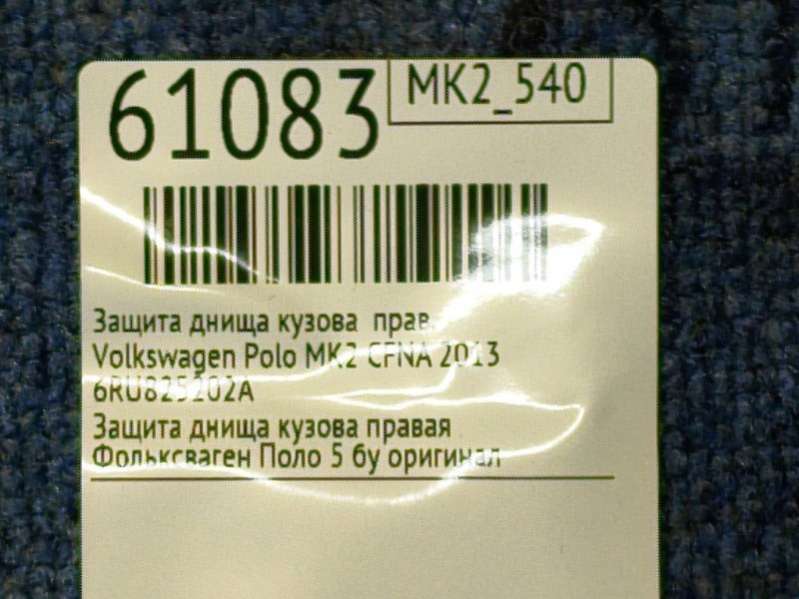 61083
MK2_540
Защита днища кузова прав.
Volkswagen Polo MK2 CFNA 2013
6RU825202A
Защита днища кузова правая
Фольксваген Поло 5 бу оригинал